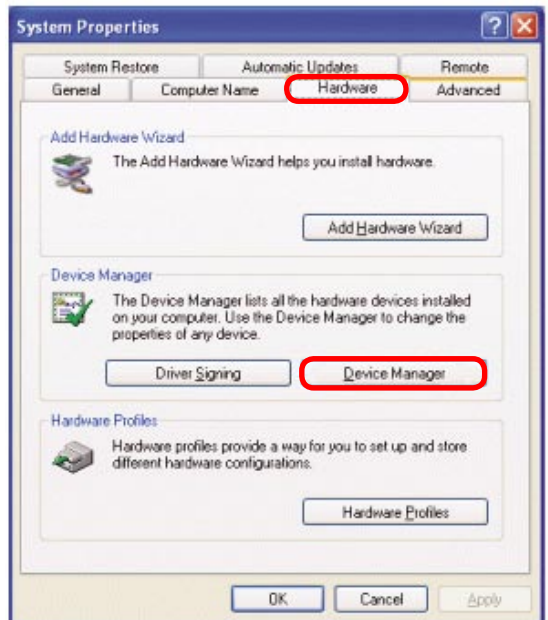 System Properties
System Restore Automatic Updates Remote
General Computer Name Hardware Advanced
Add Hardware Wizard
The Add Hardware Wizard helps you install hardware.
Add Hardware Wizard
Device Manager
The Device Manager lists all the hardware devices installed
on your computer. Use the Device Manager to change the
properties of any device.
Driver Signing Device Manager
Hardware Profiles
Hardware profiles provide a way for you to set up and store
different hardware configurations.
Hardware Profiles
OK Cancel Apply